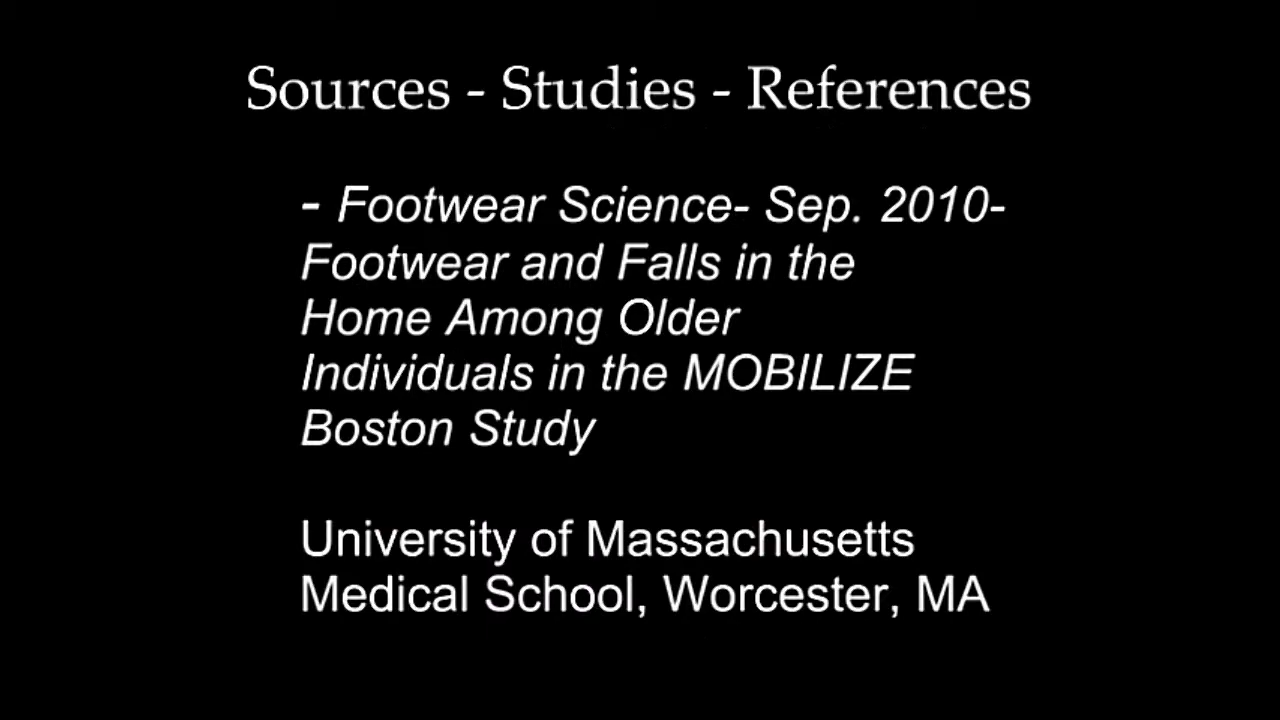 Sources - Studies - References
- Footwear Science- Sep. 2010-
Footwear and Falls in the
Home Among Older
Individuals in the MOBILIZE
Boston Study
University of Massachusetts
Medical School, Worcester, MA